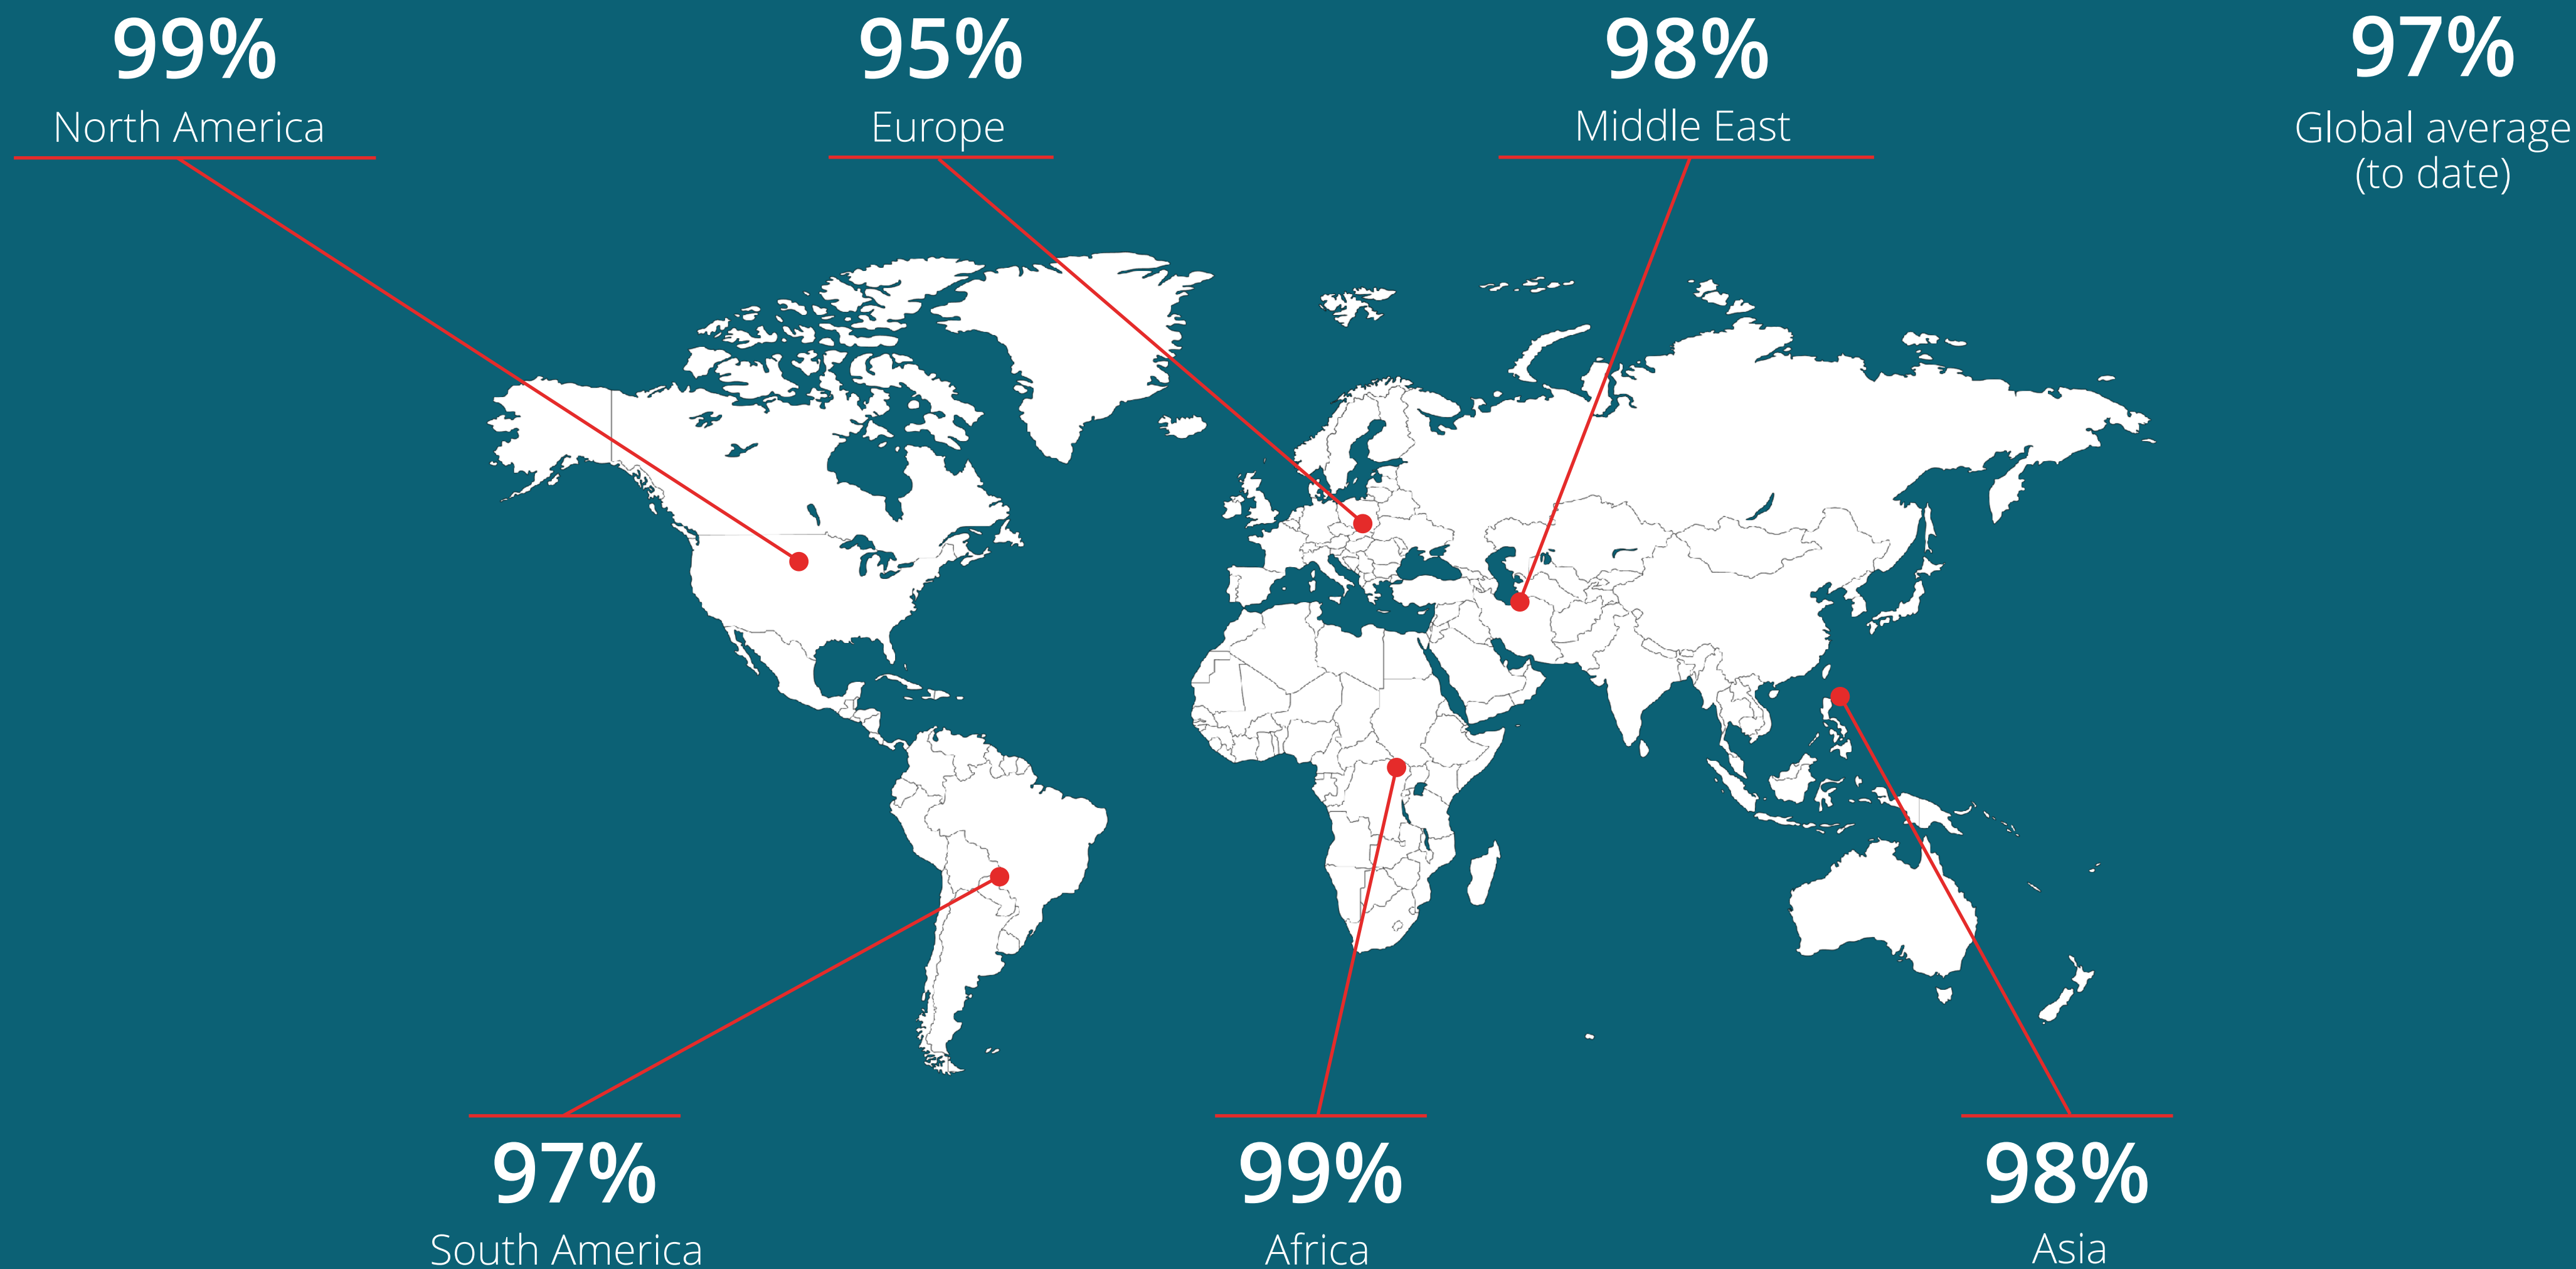 99%
North America
95%
Europe
98%
Middle East
97%
Global average
(to date)
97%
South America
99%
Africa
98%
Asia